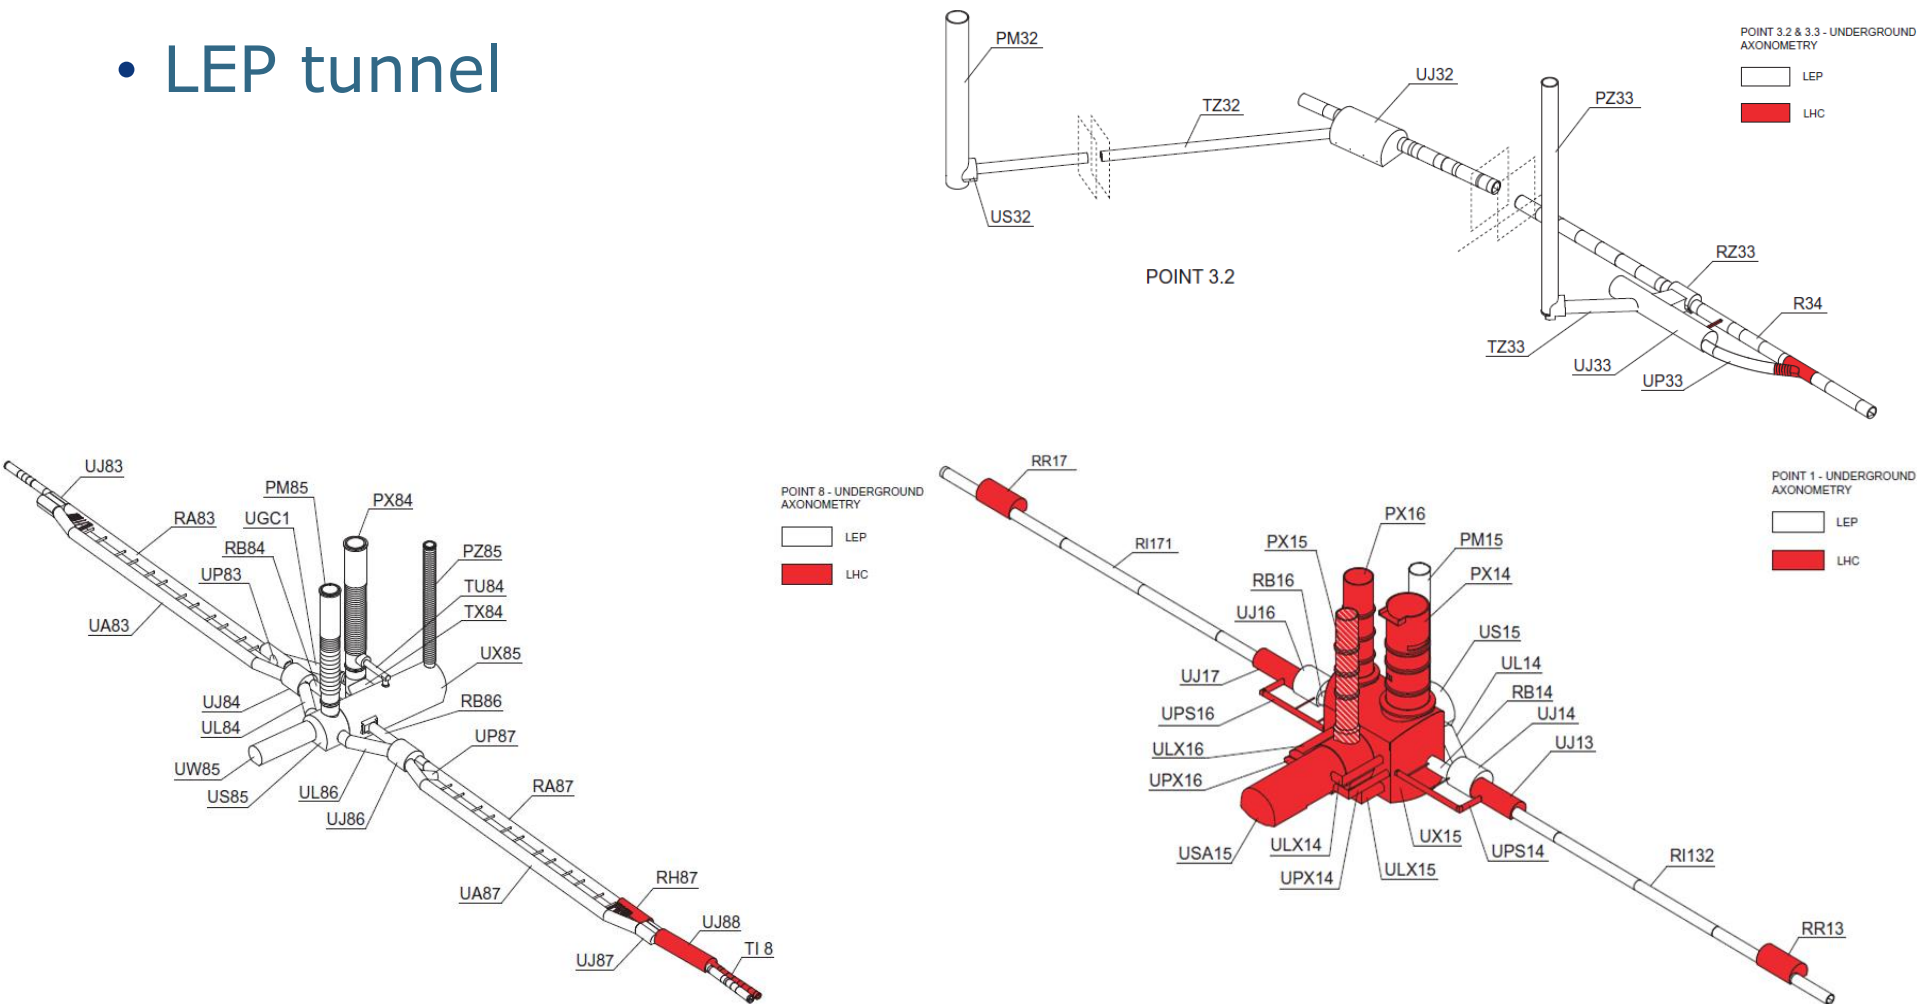 • LEP tunnel
POINT 3.2 & 3.3 - UNDERGROUND
AXONOMETRY
LEP
LHC
PM32
UJ32
TZ32
PZ33
US32
POINT 3.2
RZ33
R34
TZ33
UJ33
UP33
POINT 8 - UNDERGROUND
AXONOMETRY
LEP
LHC
UJ83
PM85
PX84
RA83
UGC1
RB84
PZ85
UP83
TU84
TX84
UA83
UX85
UJ84
RB86
UL84
UP87
UW85
US85
UL86
RA87
UJ86
RH87
UA87
UJ88
TI 8
UJ87
POINT 1 - UNDERGROUND
AXONOMETRY
LEP
LHC
RR17
PX16
RI171
PX15
PM15
RB16
PX14
UJ16
US15
UL14
UJ17
RB14
UPS16
UJ14
ULX16
UJ13
UPX16
USA15
ULX14
UX15
UPS14
UPX14
ULX15
RI132
RR13